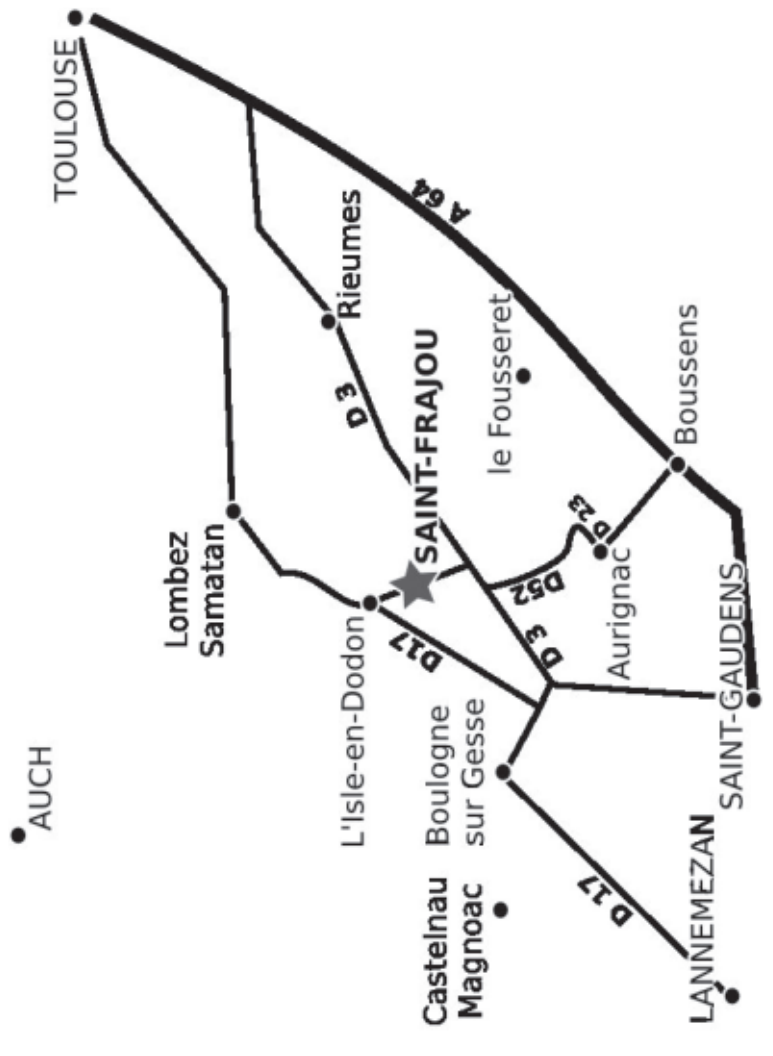 AUCH
TOULOUSE
Lombez
Samatan
Rieumes
D 3
A 64
L'Isle-en-Dodon
SAINT-FRAJOU
D17
le Fousseret
Castelnau
Magnoac
Boulogne
sur Gesse
D 3
D52
D 23
Aurignac
Boussens
D 17
LANNEMEZAN
SAINT-GAUDENS